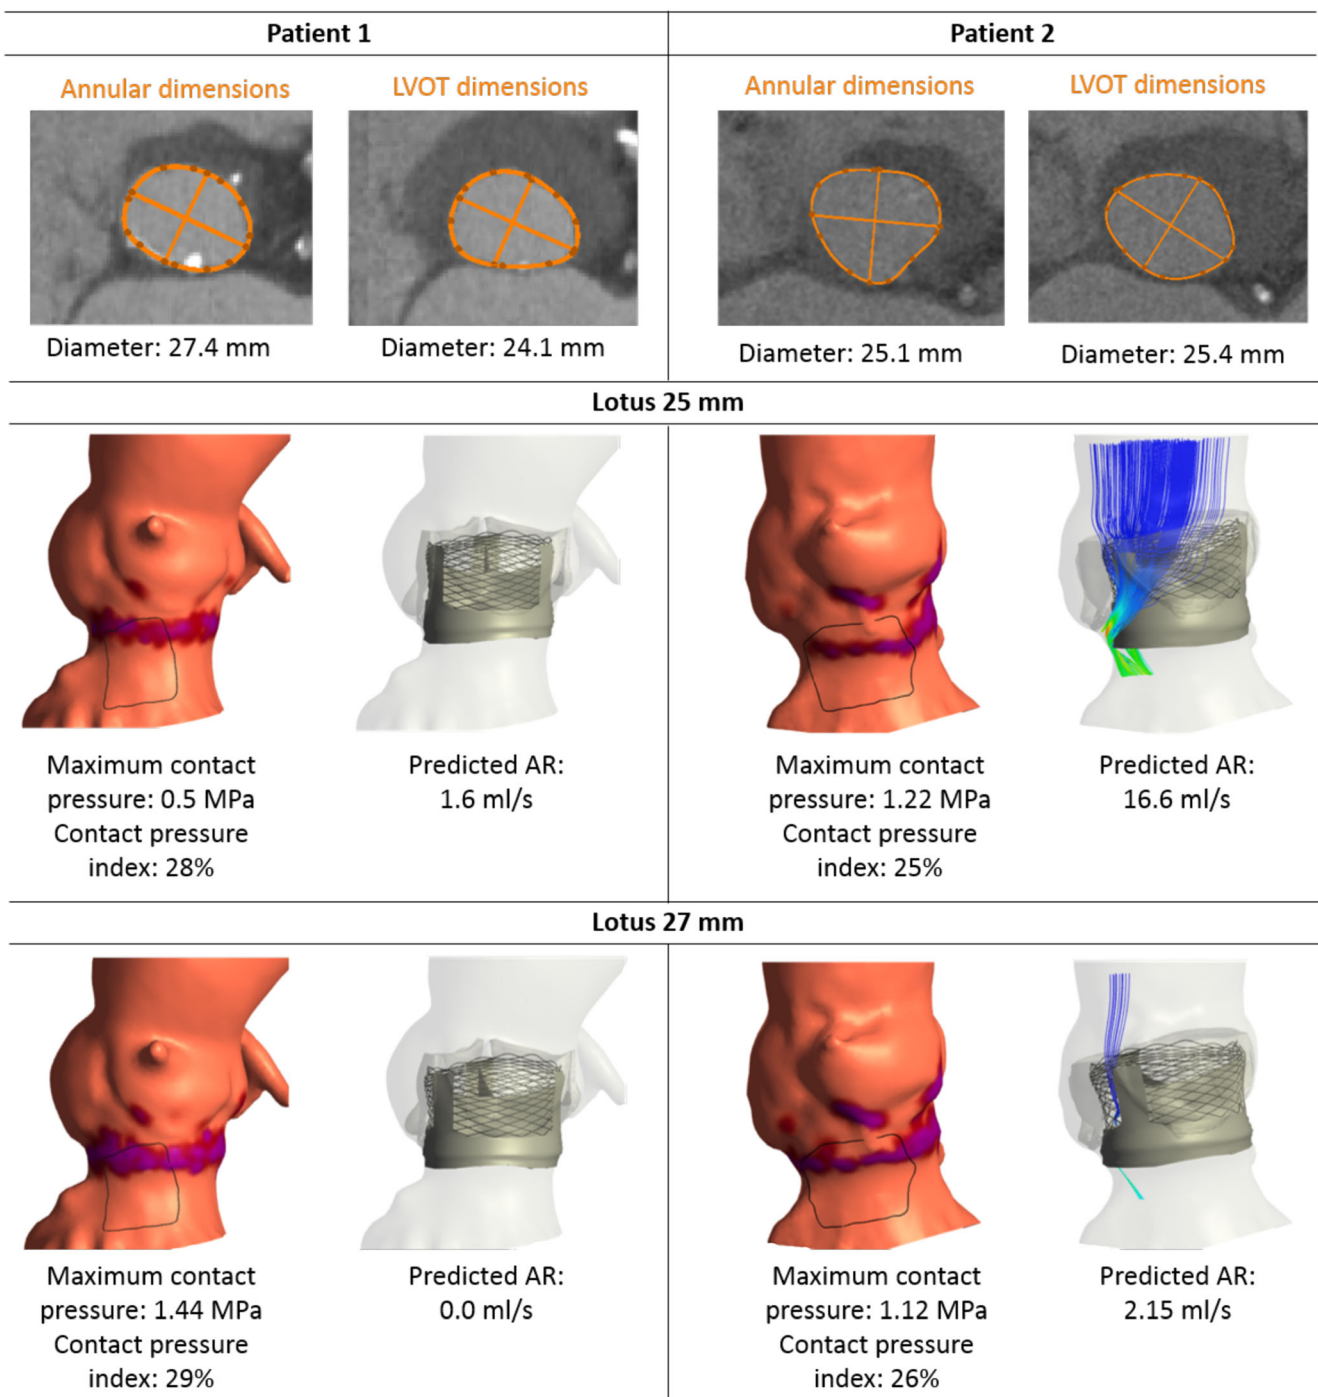 Patient 1
Patient 2
Annular dimensions
LVOT dimensions
Annular dimensions
LVOT dimensions
Diameter: 27.4 mm
Diameter: 24.1 mm
Diameter: 25.1 mm
Diameter: 25.4 mm
Lotus 25 mm
Maximum contact
pressure: 0.5 MPa
Contact pressure
index: 28%
Predicted AR:
1.6 ml/s
Maximum contact
pressure: 1.22 MPa
Contact pressure
index: 25%
Predicted AR:
16.6 ml/s
Lotus 27 mm
Maximum contact
pressure: 1.44 MPa
Contact pressure
index: 29%
Predicted AR:
0.0 ml/s
Maximum contact
pressure: 1.12 MPa
Contact pressure
index: 26%
Predicted AR:
2.15 ml/s